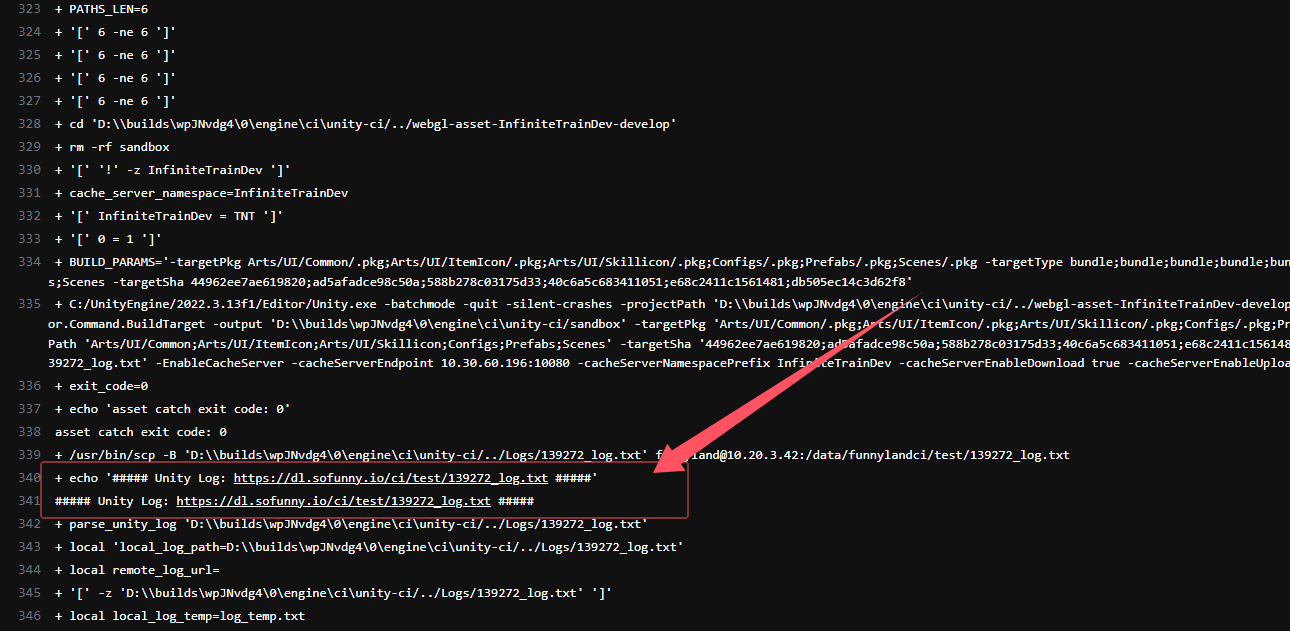 323 + PATHS_LEN=6
324 + '[' 6 -ne 6 ']'
325 + '[' 6 -ne 6 ']'
326 + '[' 6 -ne 6 ']'
327 + '[' 6 -ne 6 ']'
328 + cd 'D:\\builds\wpJNvdg4\0\engine\ci\unity-ci/../webgl-asset-InfiniteTrainDev-develop'
329 + rm -rf sandbox
330 + '[' '!' -z InfiniteTrainDev ']'
331 + cache_server_namespace=InfiniteTrainDev
332 + '[' InfiniteTrainDev = TNT ']'
333 + '[' 0 = 1 ']'
334 + BUILD_PARAMS='-targetPkg Arts/UI/Common/.pkg;Arts/UI/ItemIcon/.pkg;Arts/UI/Skillicon/.pkg;Configs/.pkg;Prefabs/.pkg;Scenes/.pkg -targetType bundle;bundle;bundle;bundle;bun
s;Scenes -targetSha 44962ee7ae619820;ad5afadce98c50a;588b278c03175d33;40c6a5c683411051;e68c2411c1561481;db505ec14c3d62f8'
335 + C:/UnityEngine/2022.3.13f1/Editor/Unity.exe -batchmode -quit -silent-crashes -projectPath 'D:\\builds\wpJNvdg4\0\engine\ci\unity-ci/../webgl-asset-InfiniteTrainDev-develop
or.Command.BuildTarget -output 'D:\\builds\wpJNvdg4\0\engine\ci\unity-ci/sandbox' -targetPkg 'Arts/UI/Common/.pkg;Arts/UI/ItemIcon/.pkg;Arts/UI/Skillicon/.pkg;Configs/.pkg;Pr
Path 'Arts/UI/Common;Arts/UI/ItemIcon;Arts/UI/Skillicon;Configs;Prefabs;Scenes' -targetSha '44962ee7ae619820;ad5afadce98c50a;588b278c03175d33;40c6a5c683411051;e68c2411c156148
39272_log.txt' -EnableCacheServer -cacheServerEndpoint 10.30.60.196:10080 -cacheServerNamespacePrefix InfiniteTrainDev -cacheServerEnableDownload true -cacheServerEnableUploa
336 + exit_code=0
337 + echo 'asset catch exit code: 0'
338 asset catch exit code: 0
339 + /usr/bin/scp -B 'D:\\builds\wpJNvdg4\0\engine\ci\unity-ci/../Logs/139272_log.txt' land@10.20.3.42:/data/funnylandci/test/139272_log.txt
340 + echo '##### Unity Log: https://dl.sofunny.io/ci/test/139272_log.txt #####'
341 ##### Unity Log: https://dl.sofunny.io/ci/test/139272_log.txt #####
342 + parse_unity_log 'D:\\builds\wpJNvdg4\0\engine\ci\unity-ci/../Logs/139272_log.txt'
343 + local 'local_log_path=D:\\builds\wpJNvdg4\0\engine\ci\unity-ci/../Logs/139272_log.txt'
344 + local remote_log_url=
345 + '[' -z 'D:\\builds\wpJNvdg4\0\engine\ci\unity-ci/../Logs/139272_log.txt' ']'
346 + local local_log_temp=log_temp.txt